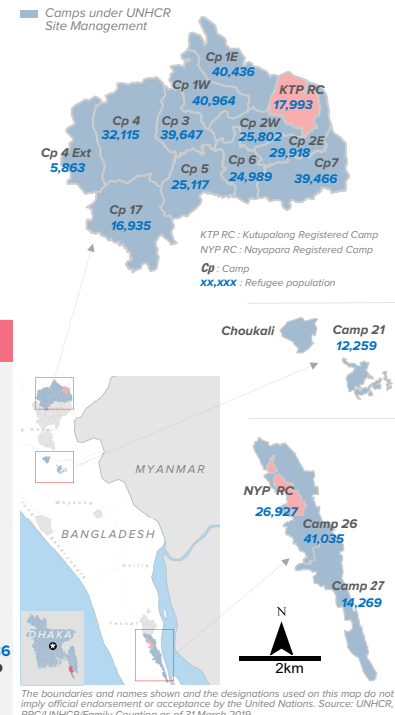 Camps under UNHCR
Site Management
Cp 1E
40,436
Cp 1W
40,964
KTP RC
17,993
Cp 4
32,115
Cp 3
39,647
Cp 2W
25,802
Cp 2E
29,918
Cp 4 Ext
5,863
Cp 5
25,117
Cp 6
24,989
Cp7
39,466
Cp 17
16,935
KTP RC : Kutupalong Registered Camp
NYP RC : Nayapara Registered Camp
Cp : Camp
xx,xxx : Refugee population
Choukali
Camp 21
12,259
MYANMAR
BANGLADESH
NYP RC
26,927
Camp 26
41,035
Camp 27
14,269
DHAKA
N
2km
The boundaries and names shown and the designations used on this map do not
imply official endorsement or acceptance by the United Nations. Source: UNHCR,
RRC/UNHCR/Family Counting as of 31 March 2019